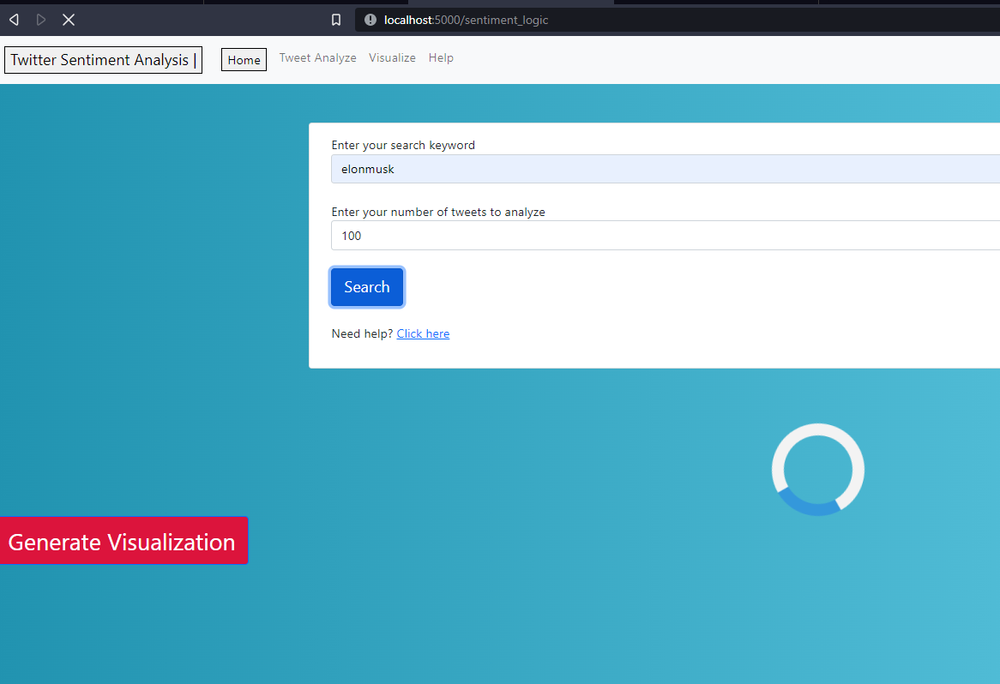 localhost:5000/sentiment_logic
Twitter Sentiment Analysis | Home Tweet Analyze Visualize Help
Enter your search keyword
elonmusk
Enter your number of tweets to analyze
100
Search
Need help? Click here
Generate Visualization